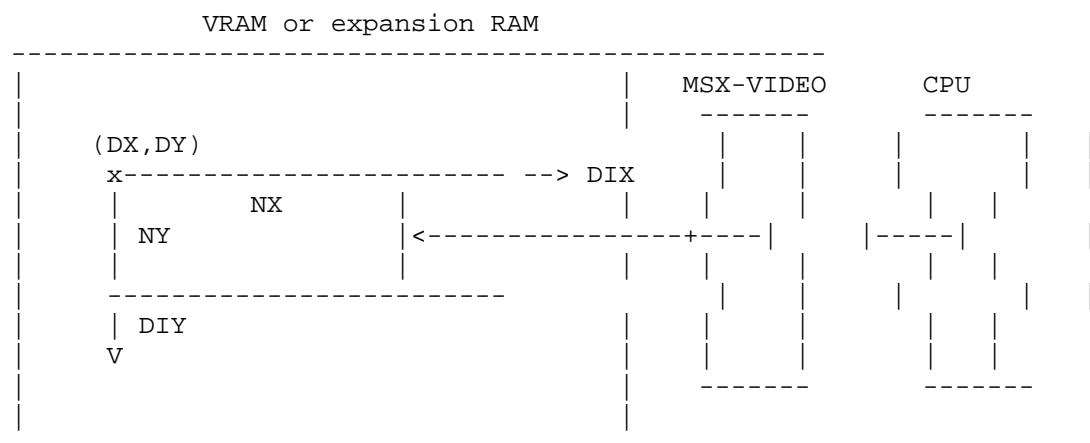 VRAM or expansion RAM
MSX-VIDEO CPU
(DX,DY)
x --> DIX
NX
NY
DIY
V